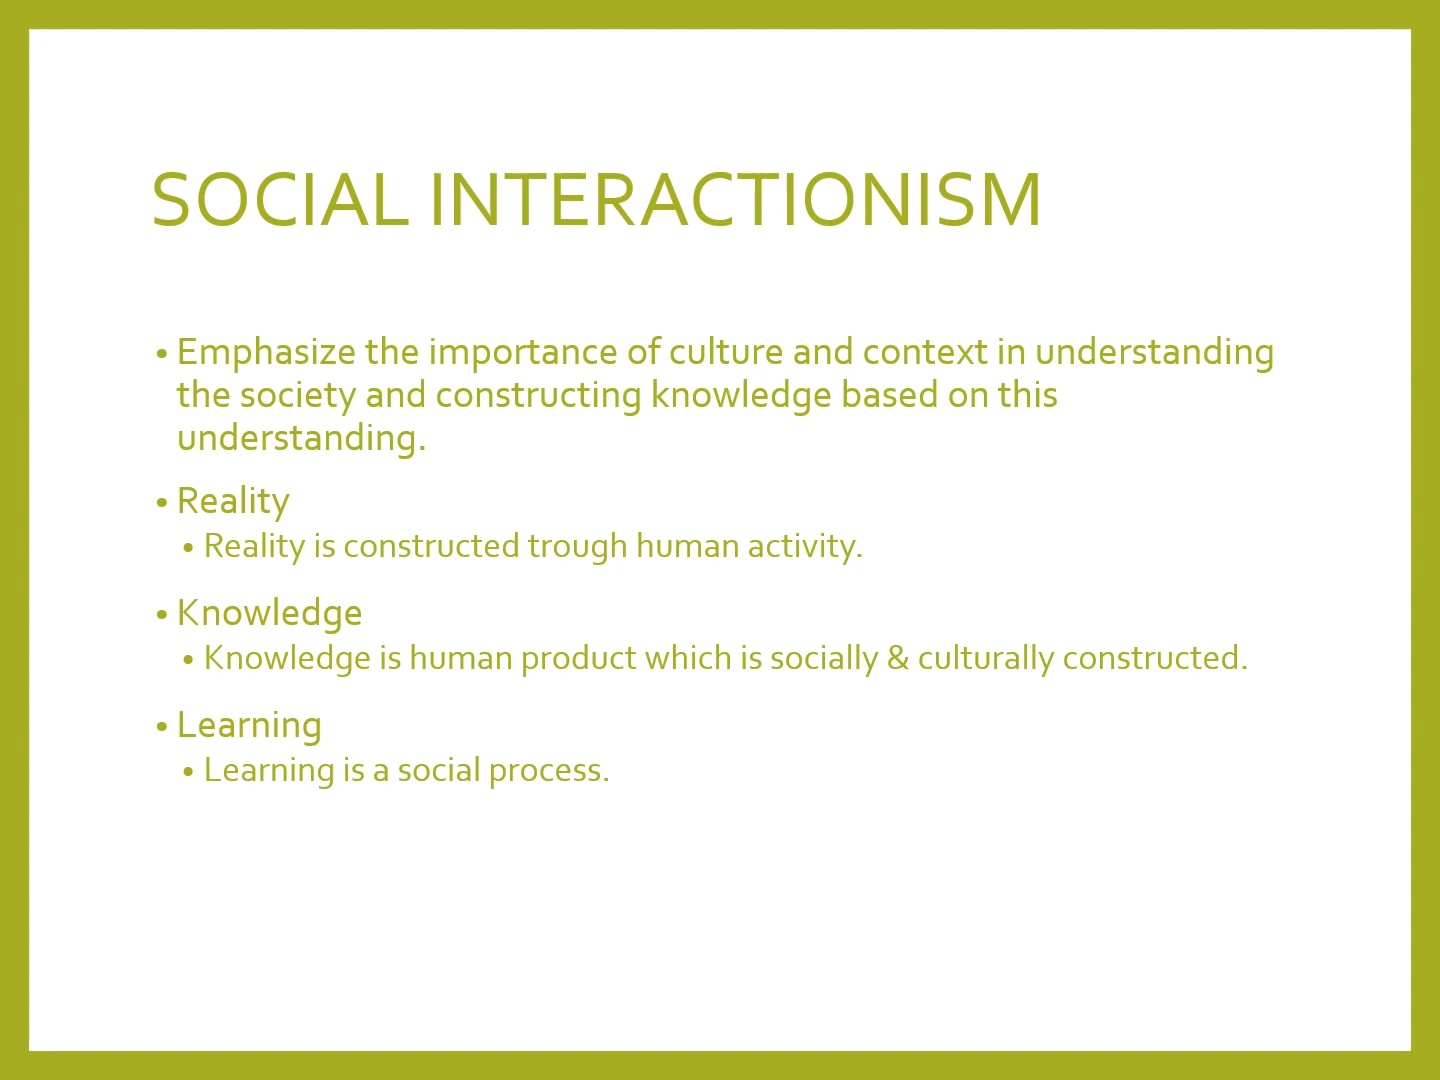 SOCIAL INTERACTIONISM
• Emphasize the importance of culture and context in understanding
the society and constructing knowledge based on this
understanding.
• Reality
• Reality is constructed trough human activity.
• Knowledge
• Knowledge is human product which is socially & culturally constructed.
• Learning
• Learning is a social process.